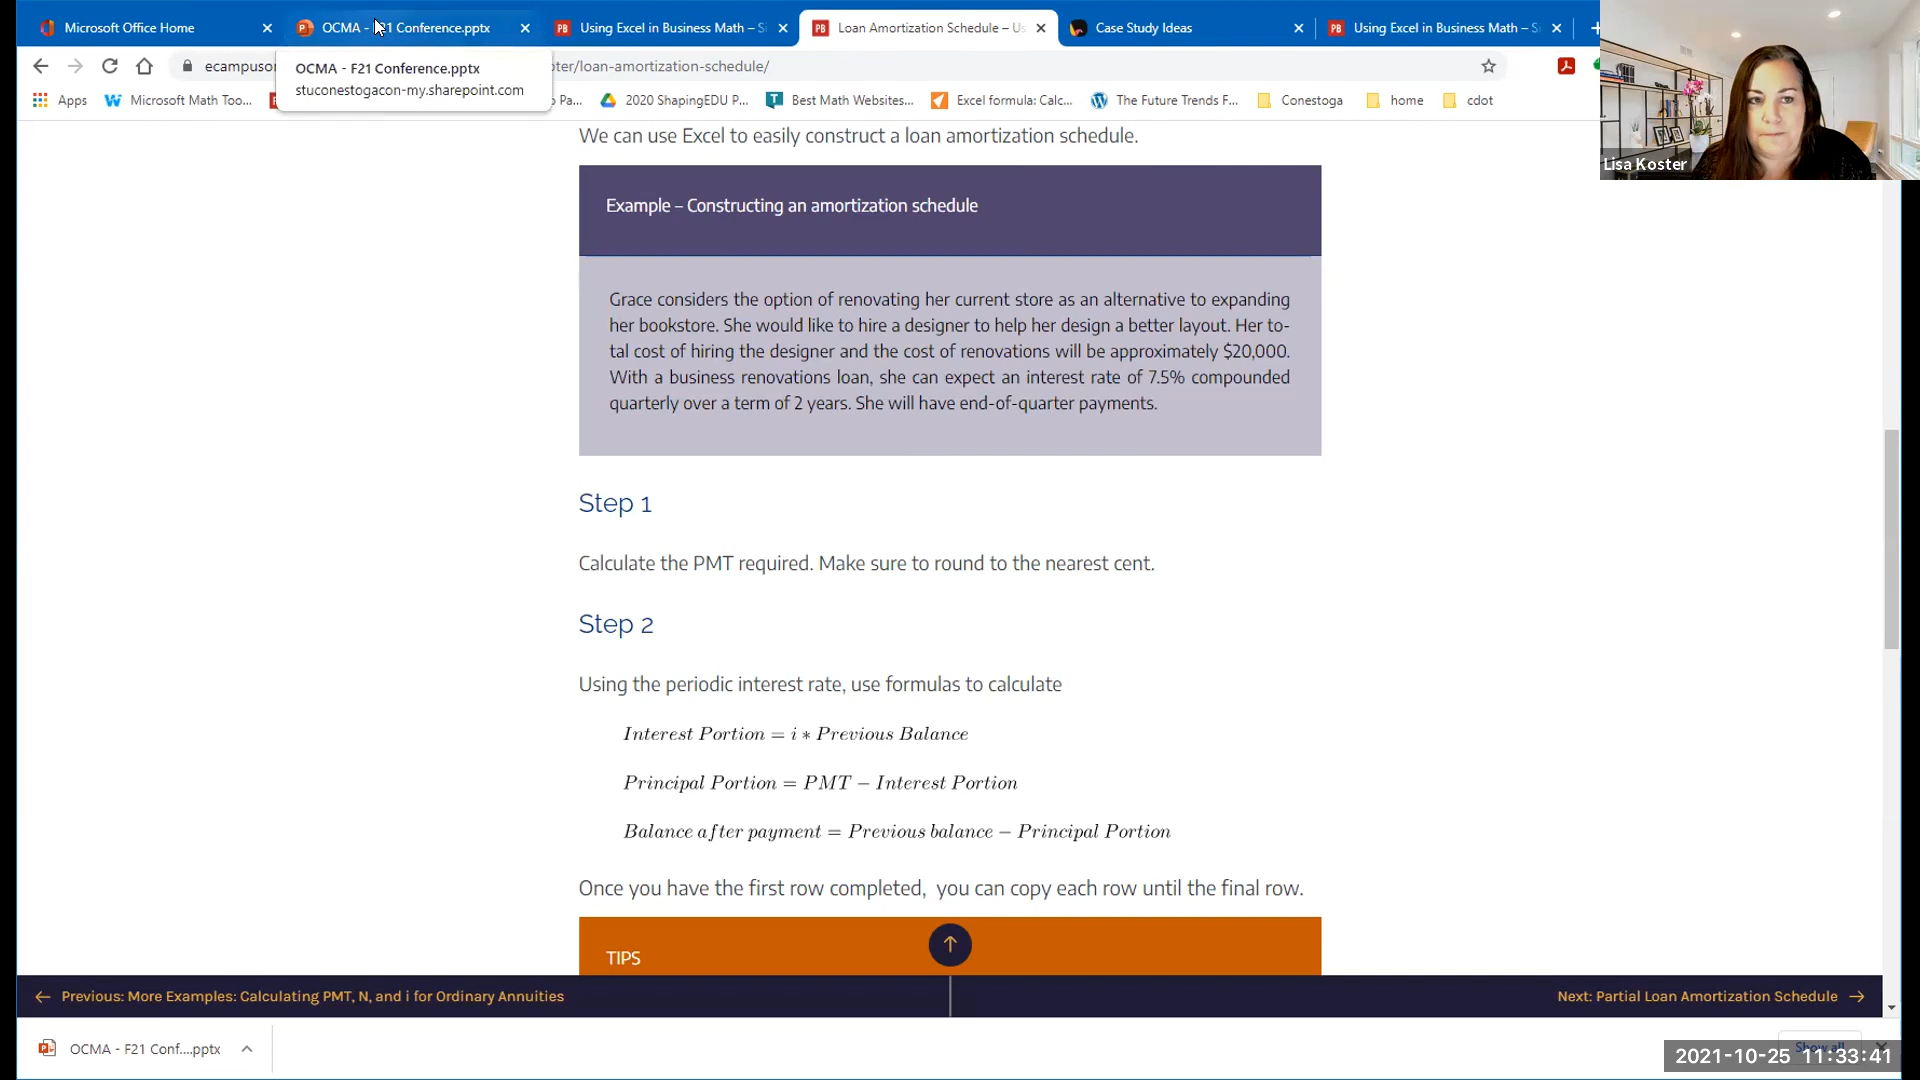 Microsoft Office Home
OCMA - F21 Conference.pptx
Using Excel in Business Math – Si
Loan Amortization Schedule – Us
Case Study Ideas
Using Excel in Business Math – Si
ecampuson
oter/loan-amortization-schedule/
OCMA - F21 Conference.pptx
stuconestogacon-my.sharepoint.com
Apps
Microsoft Math Too...
Pa...
2020 ShapingEDU P...
Best Math Websites...
Excel formula: Calc...
The Future Trends F...
Conestoga
home
cdot
Lisa Koster
We can use Excel to easily construct a loan amortization schedule.
Example – Constructing an amortization schedule
Grace considers the option of renovating her current store as an alternative to expanding
her bookstore. She would like to hire a designer to help her design a better layout. Her to-
tal cost of hiring the designer and the cost of renovations will be approximately $20,000.
With a business renovations loan, she can expect an interest rate of 7.5% compounded
quarterly over a term of 2 years. She will have end-of-quarter payments.
Step 1
Calculate the PMT required. Make sure to round to the nearest cent.
Step 2
Using the periodic interest rate, use formulas to calculate
Interest Portion = i ∗ Previous Balance
Principal Portion = PMT − Interest Portion
Balance after payment = Previous balance − Principal Portion
Once you have the first row completed, you can copy each row until the final row.
TIPS
Previous: More Examples: Calculating PMT, N, and i for Ordinary Annuities
Next: Partial Loan Amortization Schedule
OCMA - F21 Conf....pptx
Show all
2021-10-25 11:33:41